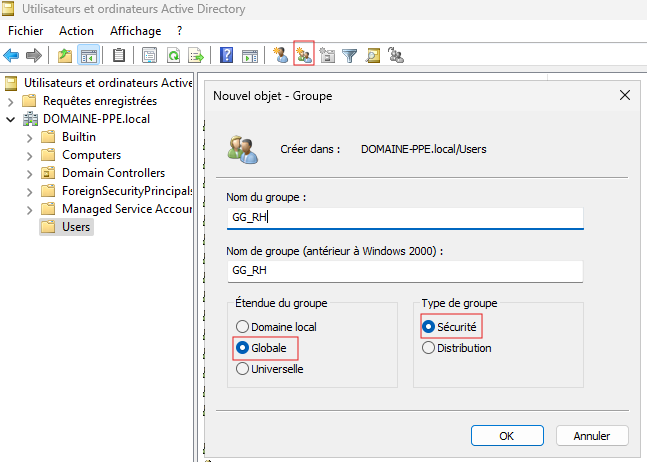 Utilisateurs et ordinateurs Active Directory
Fichier Action Affichage ?
Utilisateurs et ordinateurs Active
Requêtes enregistrées
DOMAINE-PPE.local
Builtin
Computers
Domain Controllers
ForeignSecurityPrincipals
Managed Service Accour
Users
Nouvel objet - Groupe
Créer dans : DOMAINE-PPE.local/Users
Nom du groupe :
GG_RH
Nom de groupe (antérieur à Windows 2000) :
GG_RH
Étendue du groupe
Domaine local
Globale
Universelle
Type de groupe
Sécurité
Distribution
OK Annuler